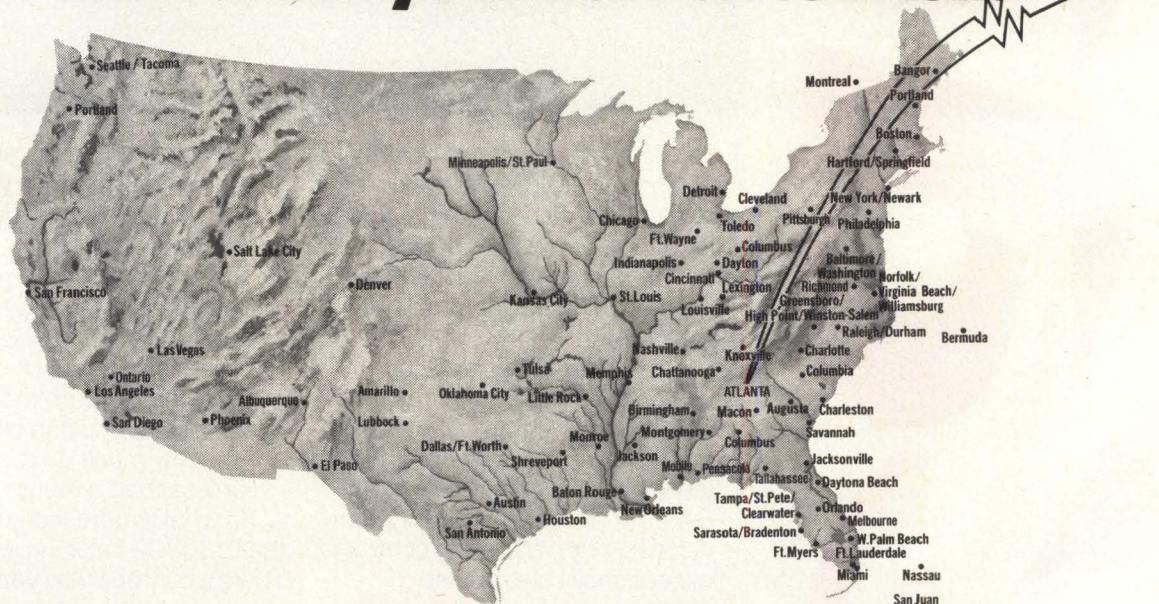 Seattle / Tacoma
Portland
Montreal
Bangor
Portland
Boston
Minneapolis/St.Paul
Hartford/Springfield
Detroit
Cleveland
New York/Newark
Chicago
Toledo
Pittsburgh
Philadelphia
Ft.Wayne
Columbus
Salt Lake City
Indianapolis
Dayton
Baltimore/
Washington
Cincinnati
Norfolk/
Virginia Beach/
Williamsburg
Denver
Lexington
Richmond
San Francisco
Kansas City
St.Louis
Louisville
Greensboro/
High Point/Winston-Salem
Raleigh/Durham
Bermuda
Las Vegas
Nashville
Knoxville
Charlotte
Ontario
Tulsa
Memphis
Chattanooga
Columbia
Los Angeles
Albuquerque
Amarillo
Oklahoma City
Little Rock
ATLANTA
San Diego
Phoenix
Lubbock
Birmingham
Macon
Augusta
Charleston
Dallas/Ft.Worth
Monroe
Montgomery
Columbus
Savannah
El Paso
Shreveport
Jackson
Mobile
Pensacola
Tallahassee
Jacksonville
Daytona Beach
Austin
Baton Rouge
New Orleans
Tampa/St.Pete/
Clearwater
Orlando
Melbourne
San Antonio
Houston
Sarasota/Bradenton
W.Palm Beach
Ft.Myers
Ft.Lauderdale
Miami
Nassau
San Juan